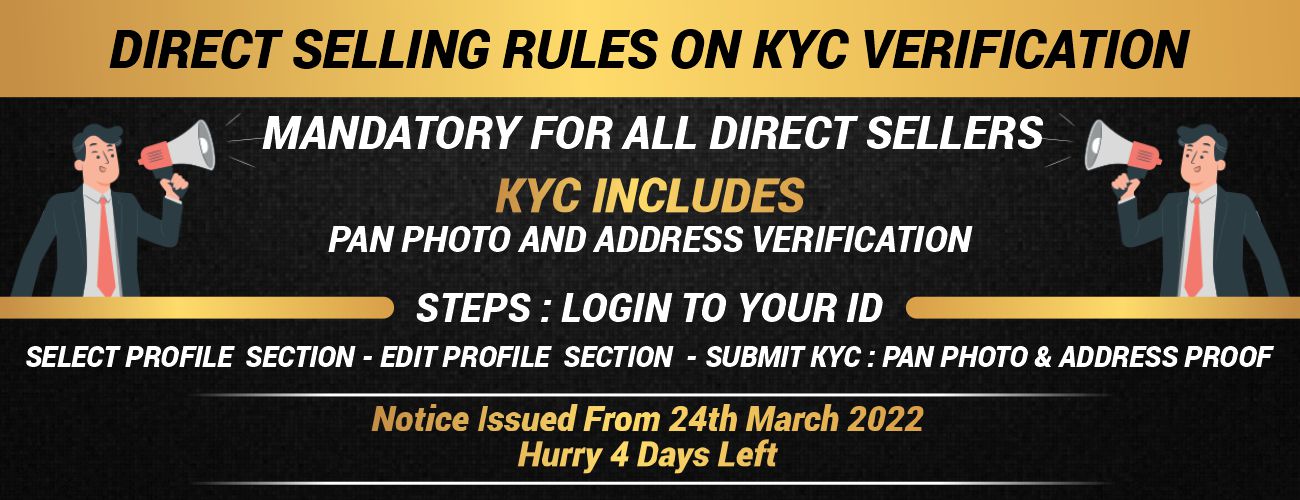 DIRECT SELLING RULES ON KYC VERIFICATION
MANDATORY FOR ALL DIRECT SELLERS
KYC INCLUDES
PAN PHOTO AND ADDRESS VERIFICATION
STEPS : LOGIN TO YOUR ID
SELECT PROFILE SECTION - EDIT PROFILE SECTION - SUBMIT KYC : PAN PHOTO & ADDRESS PROOF
Notice Issued From 24th March 2022
Hurry 4 Days Left